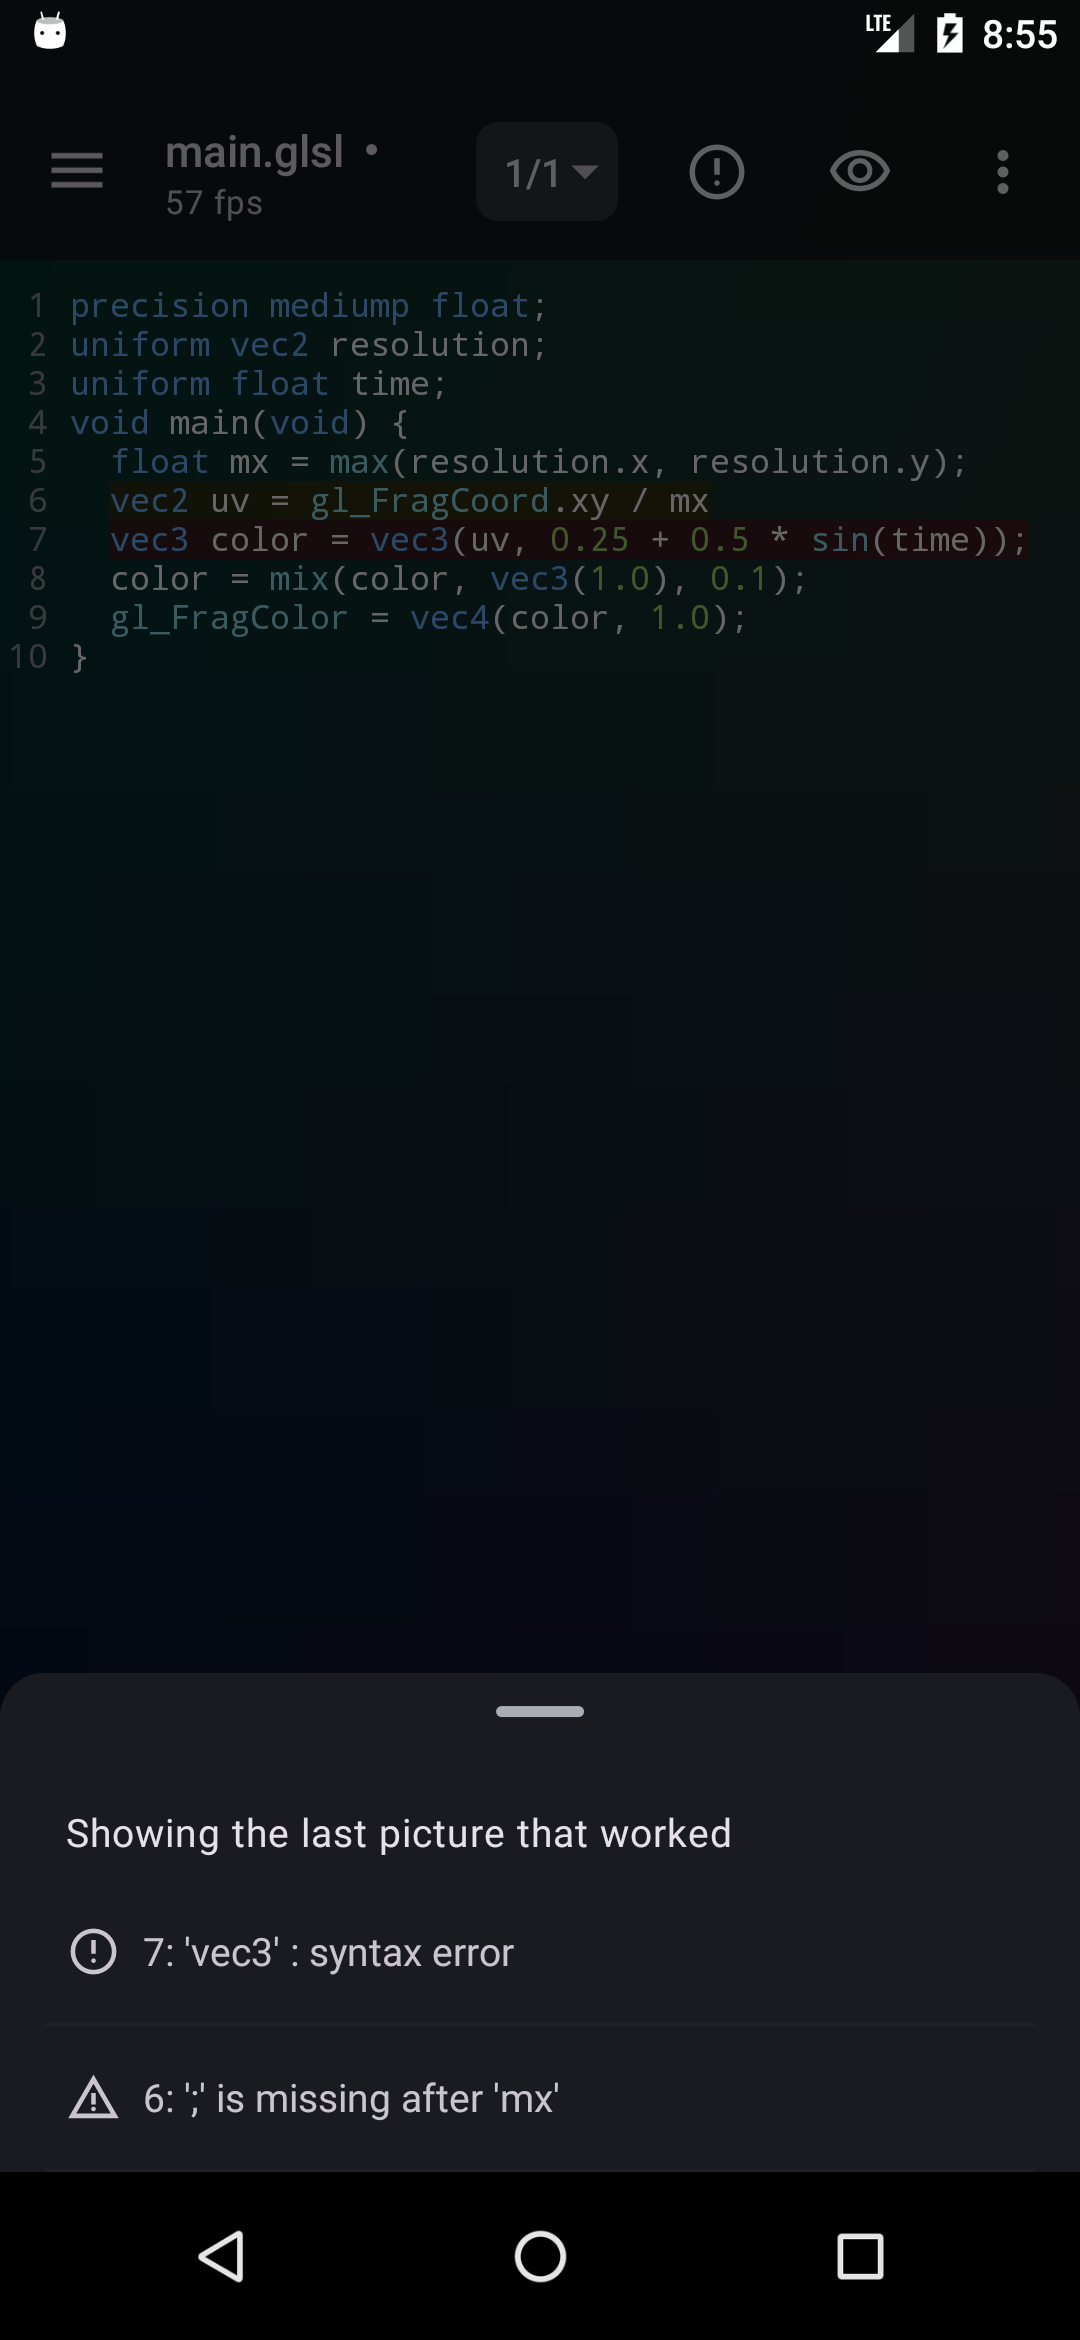 LTE 8:55
main.glsl •
57 fps
1/1
1 precision mediump float;
2 uniform vec2 resolution;
3 uniform float time;
4 void main(void) {
5 float mx = max(resolution.x, resolution.y);
6 vec2 uv = gl_FragCoord.xy / mx
7 vec3 color = vec3(uv, 0.25 + 0.5 * sin(time));
8 color = mix(color, vec3(1.0), 0.1);
9 gl_FragColor = vec4(color, 1.0);
10 }
Showing the last picture that worked
7: 'vec3' : syntax error
6: ';' is missing after 'mx'